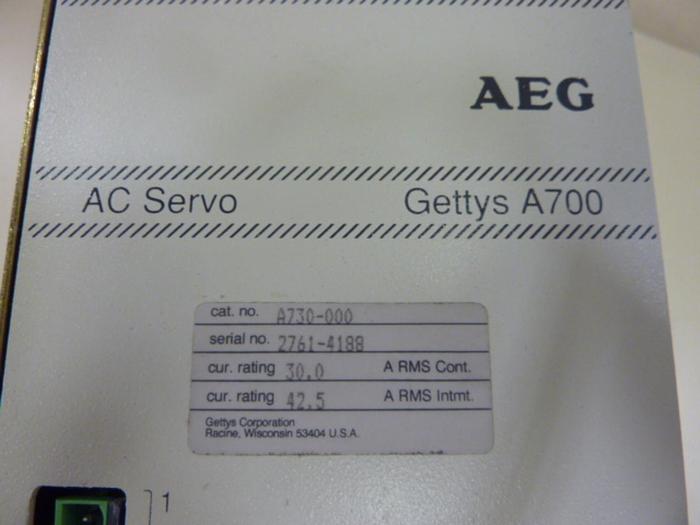 AEG
AC Servo Gettys A700
cat. no. A730-000
serial no. 2761-4188
cur. rating 30.0 A RMS Cont.
cur. rating 42.5 A RMS Intmt.
Gettys Corporation
Racine, Wisconsin 53404 U.S.A.
1